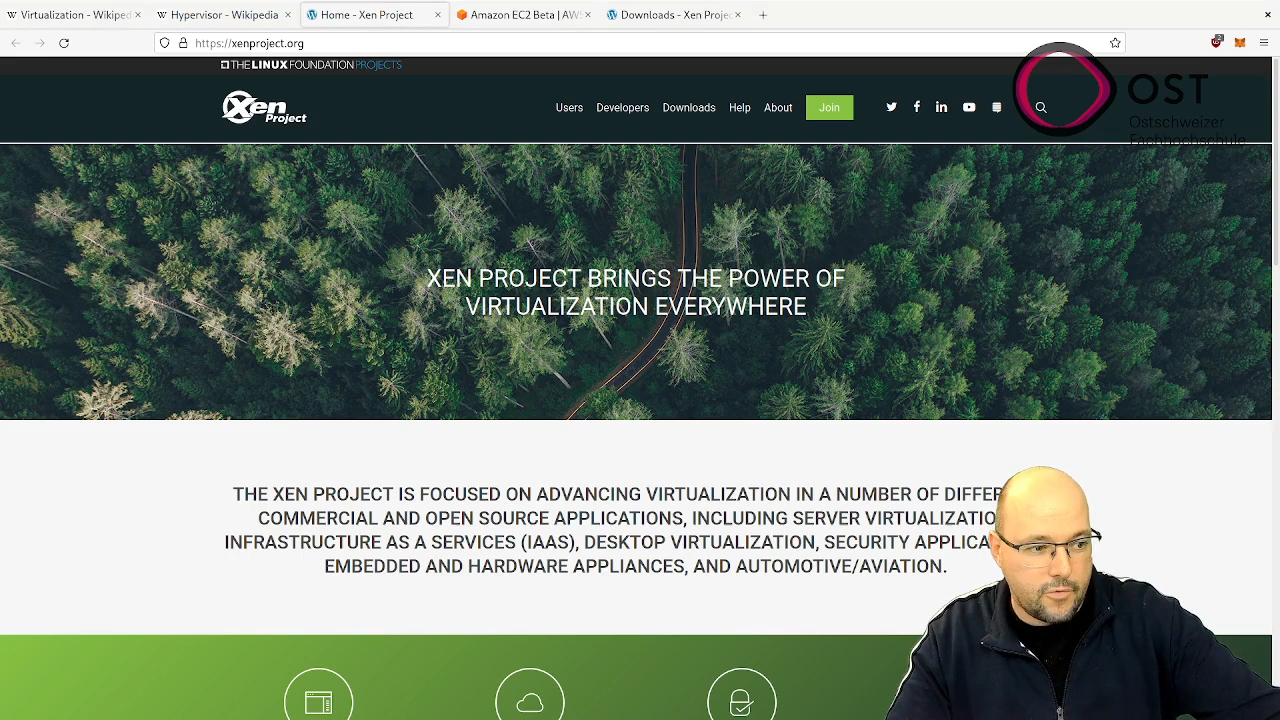 Virtualization - Wikiped
Hypervisor - Wikipedia
Home - Xen Project
Amazon EC2 Beta | AW
Downloads - Xen Projec
https://xenproject.org
2
THE LINUX FOUNDATION PROJECTS
Xen
Project
Users
Developers
Downloads
Help
About
Join
OST
Ostschweizer
Fachhochschule
XEN PROJECT BRINGS THE POWER OF
VIRTUALIZATION EVERYWHERE
THE XEN PROJECT IS FOCUSED ON ADVANCING VIRTUALIZATION IN A NUMBER OF DIFFER
COMMERCIAL AND OPEN SOURCE APPLICATIONS, INCLUDING SERVER VIRTUALIZATIO
INFRASTRUCTURE AS A SERVICES (IAAS), DESKTOP VIRTUALIZATION, SECURITY APPLICA
EMBEDDED AND HARDWARE APPLIANCES, AND AUTOMOTIVE/AVIATION.